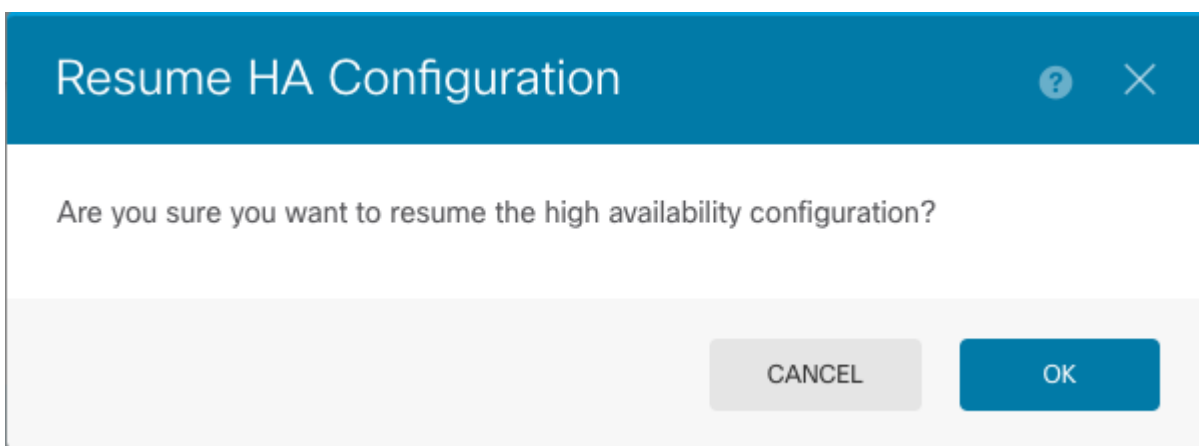 Resume HA Configuration ?
Are you sure you want to resume the high availability configuration?
CANCEL OK